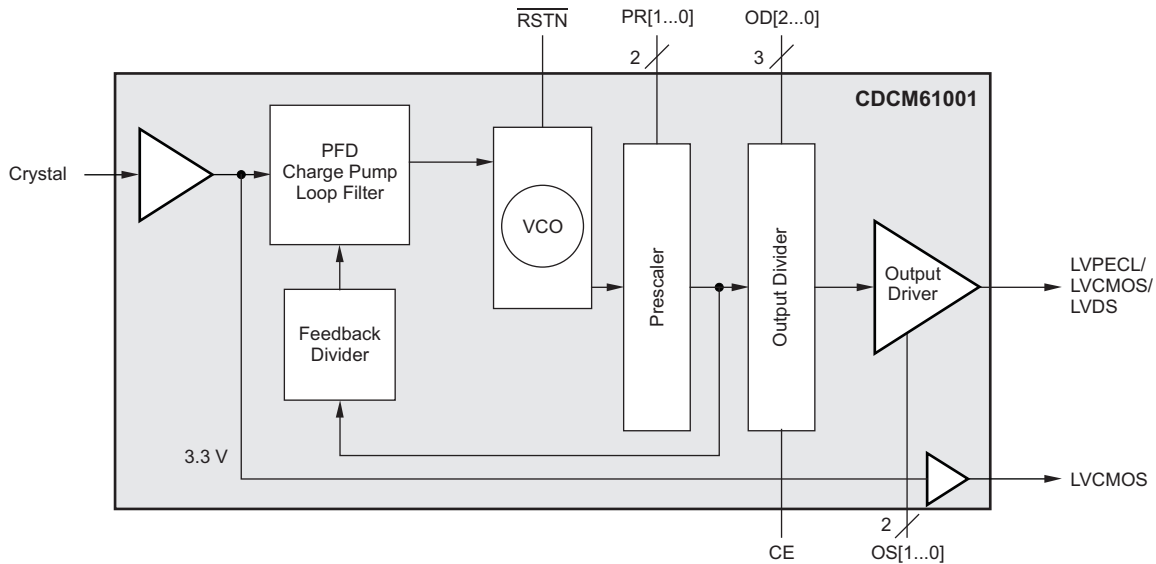 RSTN
PR[1...0]
OD[2...0]
2
3
CDCM61001
Crystal
PFD
Charge Pump
Loop Filter
VCO
Prescaler
Output Divider
Output
Driver
LVPECL/
LVCMOS/
LVDS
Feedback
Divider
3.3 V
LVCMOS
2
CE
OS[1...0]